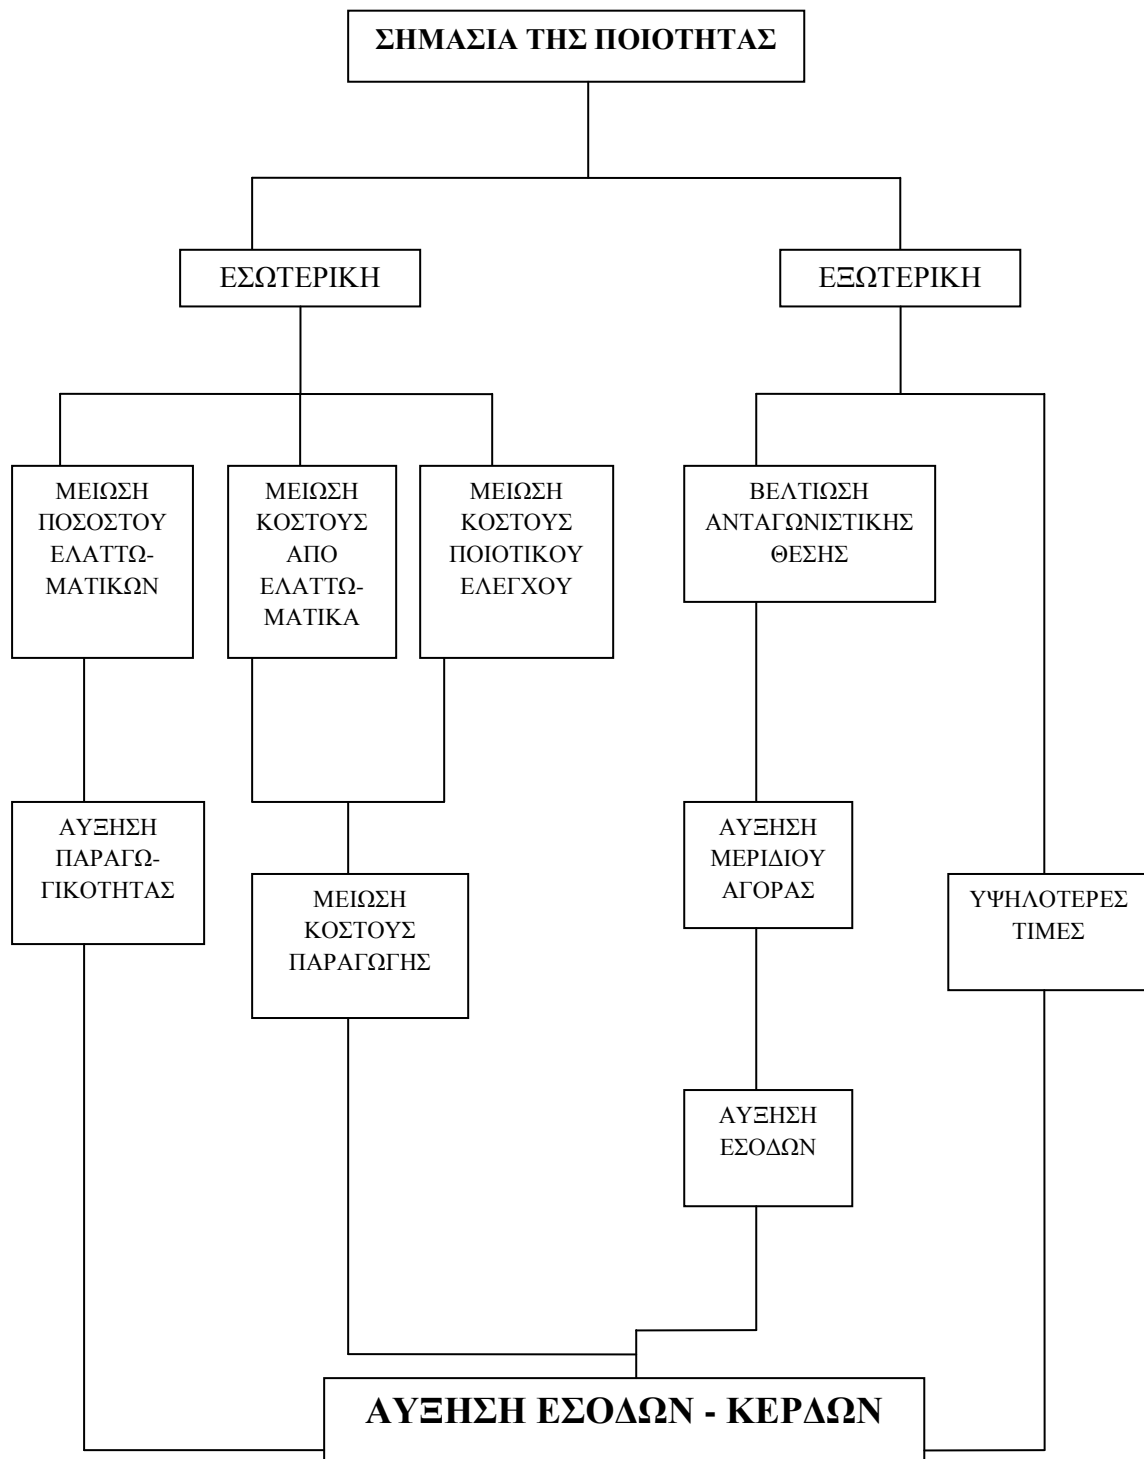 ΣΗΜΑΣΙΑ ΤΗΣ ΠΟΙΟΤΗΤΑΣ
ΕΣΩΤΕΡΙΚΗ
ΕΞΩΤΕΡΙΚΗ
ΜΕΙΩΣΗ
ΠΟΣΟΣΤΟΥ
ΕΛΑΤΤΩ-
ΜΑΤΙΚΩΝ
ΜΕΙΩΣΗ
ΚΟΣΤΟΥΣ
ΑΠΟ
ΕΛΑΤΤΩ-
ΜΑΤΙΚΑ
ΜΕΙΩΣΗ
ΚΟΣΤΟΥΣ
ΠΟΙΟΤΙΚΟΥ
ΕΛΕΓΧΟΥ
ΒΕΛΤΙΩΣΗ
ΑΝΤΑΓΩΝΙΣΤΙΚΗΣ
ΘΕΣΗΣ
ΑΥΞΗΣΗ
ΠΑΡΑΓΩ-
ΓΙΚΟΤΗΤΑΣ
ΜΕΙΩΣΗ
ΚΟΣΤΟΥΣ
ΠΑΡΑΓΩΓΗΣ
ΑΥΞΗΣΗ
ΜΕΡΙΔΙΟΥ
ΑΓΟΡΑΣ
ΥΨΗΛΟΤΕΡΕΣ
ΤΙΜΕΣ
ΑΥΞΗΣΗ
ΕΣΟΔΩΝ
ΑΥΞΗΣΗ ΕΣΟΔΩΝ - ΚΕΡΔΩΝ